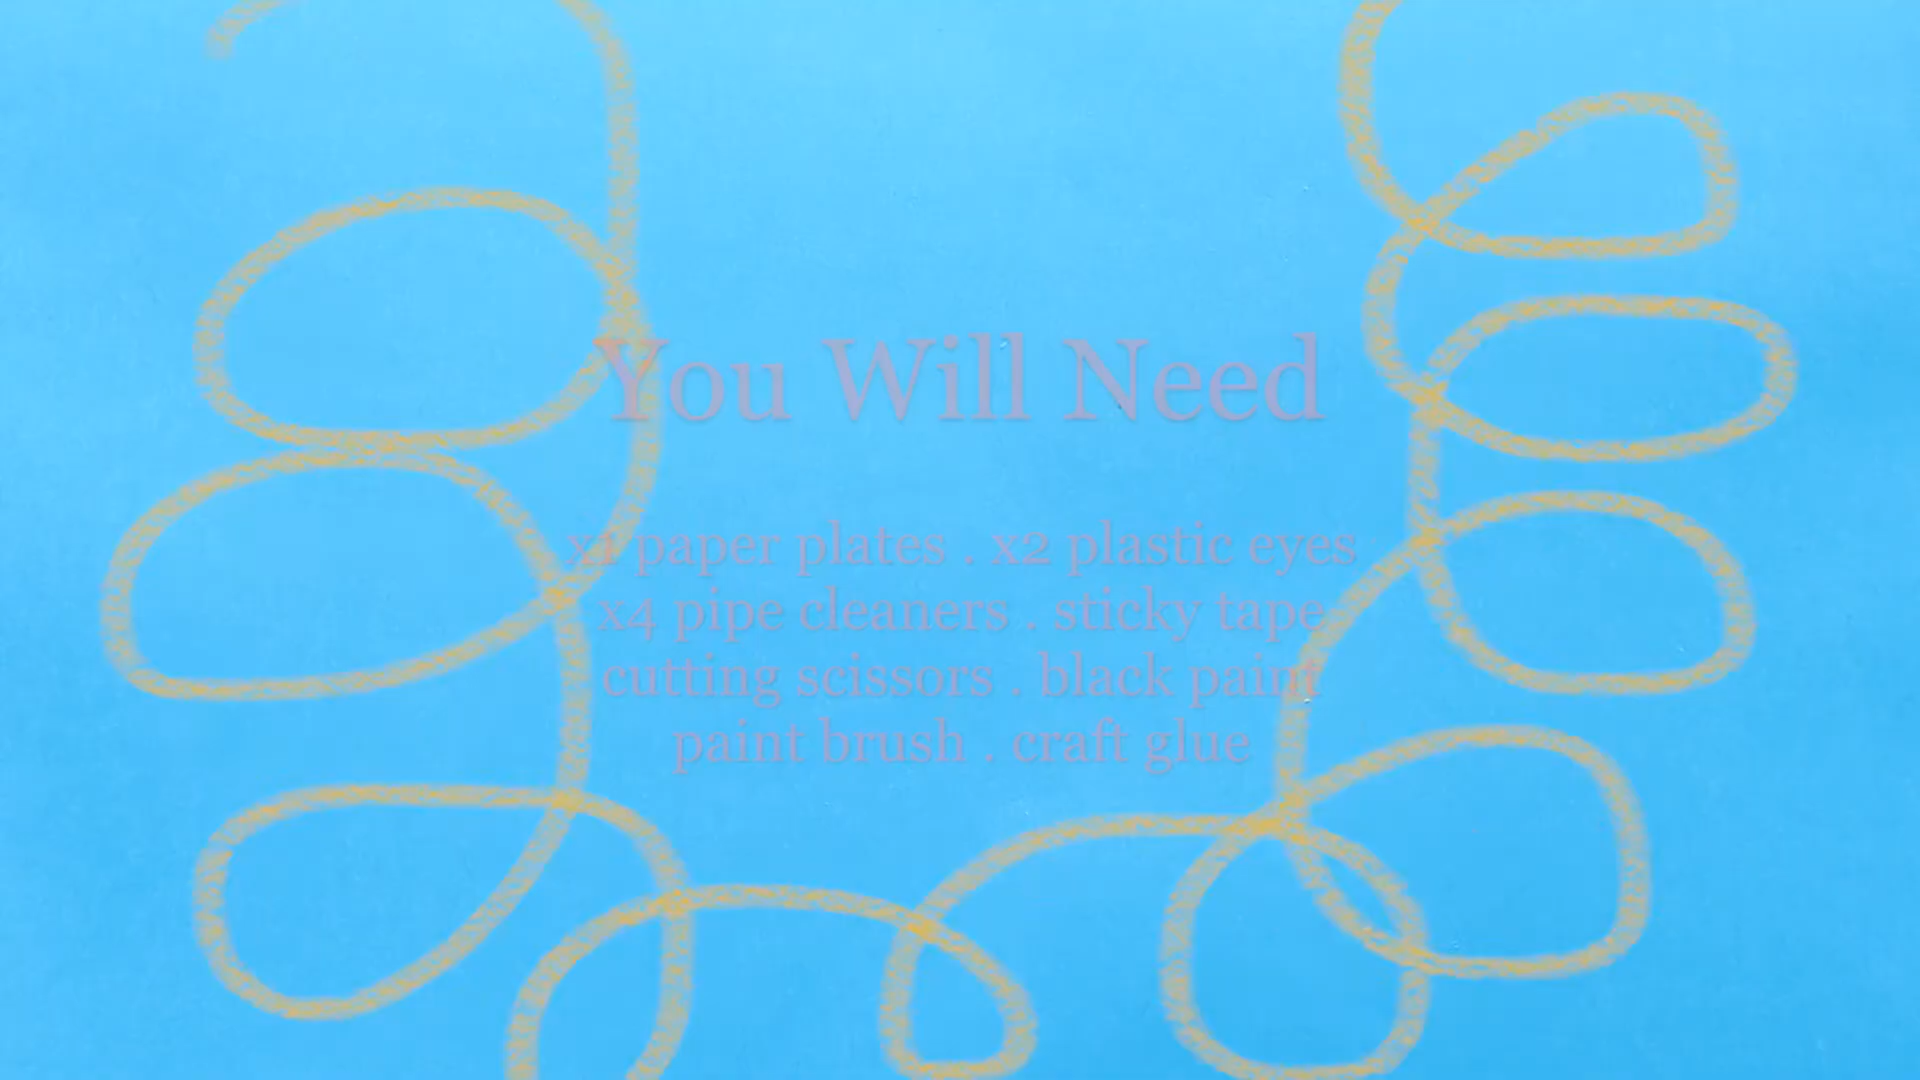 You Will Need
x1 paper plates . x2 plastic eyes
x4 pipe cleaners . sticky tape
cutting scissors . black paint
paint brush . craft glue